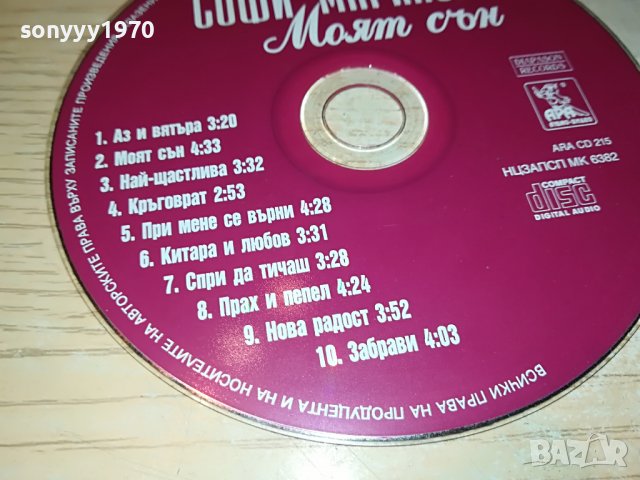 sonyyy1970
СОФИ
Моят сън
1. Аз и вятъра 3:20
2. Моят сън 4:33
3. Най-щастлива 3:32
4. Кръговрат 2:53
5. При мене се върни 4:28
6. Китара и любов 3:31
7. Спри да тичаш 3:28
8. Прах и пепел 4:24
9. Нова радост 3:52
10. Забрави 4:03
RECORDS
АРА
ARA CD 215
НЦЗАПСП МК 6382
COMPACT
disc
DIGITAL AUDIO
ВСИЧКИ ПРАВА НА ПРОДУЦЕНТА И НА НОСИТЕЛИТЕ НА АВТОРСКИТЕ ПРАВА ВЪРХУ ЗАПИСАНИТЕ ПРОИЗВЕДЕНИЯ
BAZAR